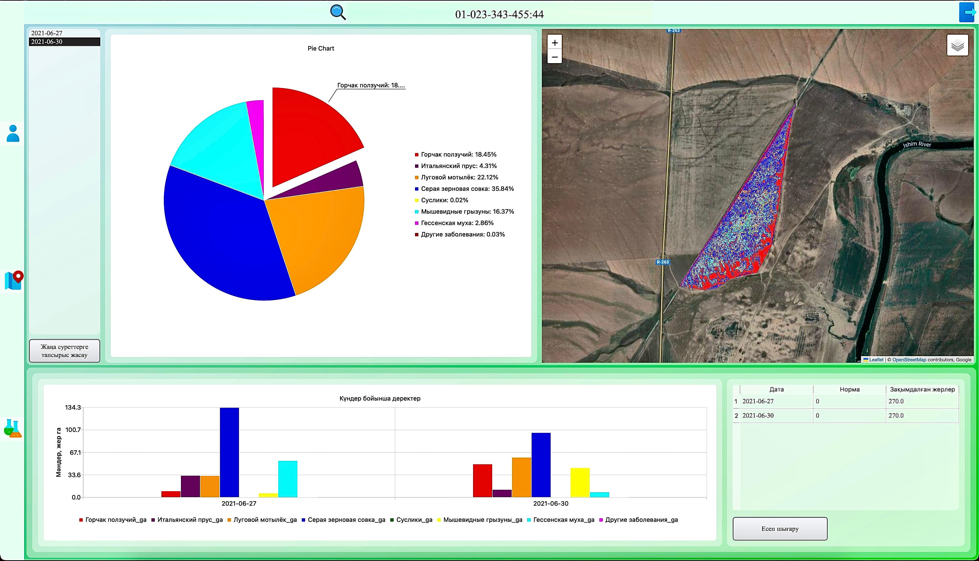 01-023-343-455:44
2021-06-27
2021-06-30
Жаңа суреттерге
тапсырыс жасау
Pie Chart
Горчак ползучий: 18....
Горчак ползучий: 18.45%
Итальянский прус: 4.31%
Луговой мотылёк: 22.12%
Серая зерновая совка: 35.84%
Суслики: 0.02%
Мышевидные грызуны: 16.37%
Гессенская муха: 2.86%
Другие заболевания: 0.03%
+
−
R-263
Ishim River
R-263
Leaflet | © OpenStreetMap contributors, Google
Күндер бойынша деректер
Мәндер, жер га
134.3
100.7
67.1
33.6
0.0
2021-06-27
2021-06-30
Горчак ползучий_ga
Итальянский прус_ga
Луговой мотылёк_ga
Серая зерновая совка_ga
Суслики_ga
Мышевидные грызуны_ga
Гессенская муха_ga
Другие заболевания_ga
Дата Норма Зақымдалған жерлер
1 2021-06-27 0 270.0
2 2021-06-30 0 270.0
Есеп шығару